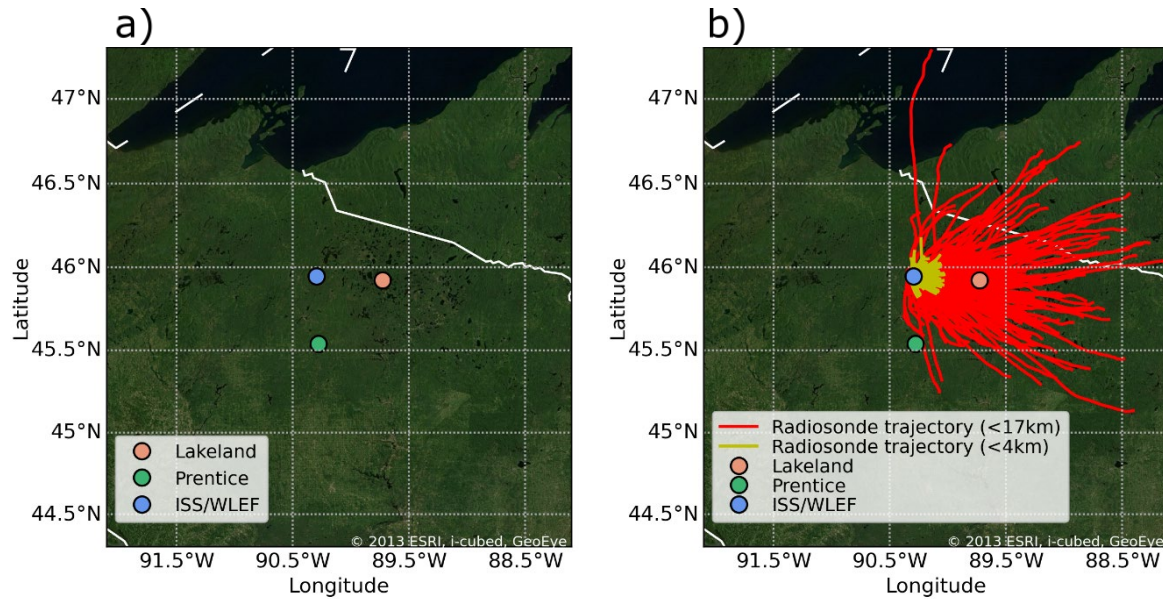 a)
47°N
46.5°N
46°N
45.5°N
45°N
44.5°N
Latitude
Lakeland
Prentice
ISS/WLEF
© 2013 ESRI, i-cubed, GeoEye
91.5°W
90.5°W
89.5°W
88.5°W
Longitude
b)
47°N
46.5°N
46°N
45.5°N
45°N
44.5°N
Latitude
Radiosonde trajectory (<17km)
Radiosonde trajectory (<4km)
Lakeland
Prentice
ISS/WLEF
© 2013 ESRI, i-cubed, GeoEye
91.5°W
90.5°W
89.5°W
88.5°W
Longitude